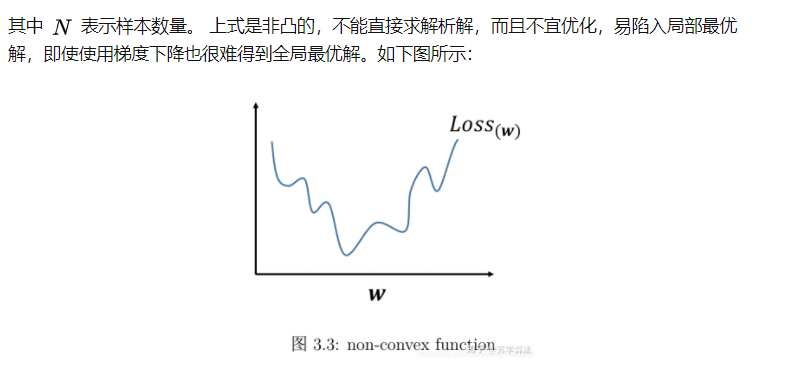 其中 N 表示样本数量。 上式是非凸的，不能直接求解析解，而且不宜优化，易陷入局部最优
解，即使使用梯度下降也很难得到全局最优解。如下图所示：
Loss(w)
w
图 3.3: non-convex function